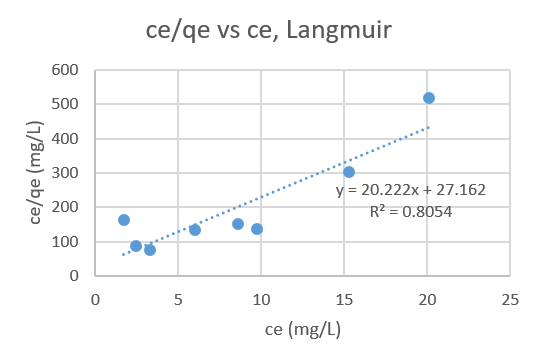 ce/qe vs ce, Langmuir
600
500
400
300
200
100
0
ce/qe (mg/L)
y = 20.222x + 27.162
R² = 0.8054
0
5
10
15
20
25
ce (mg/L)